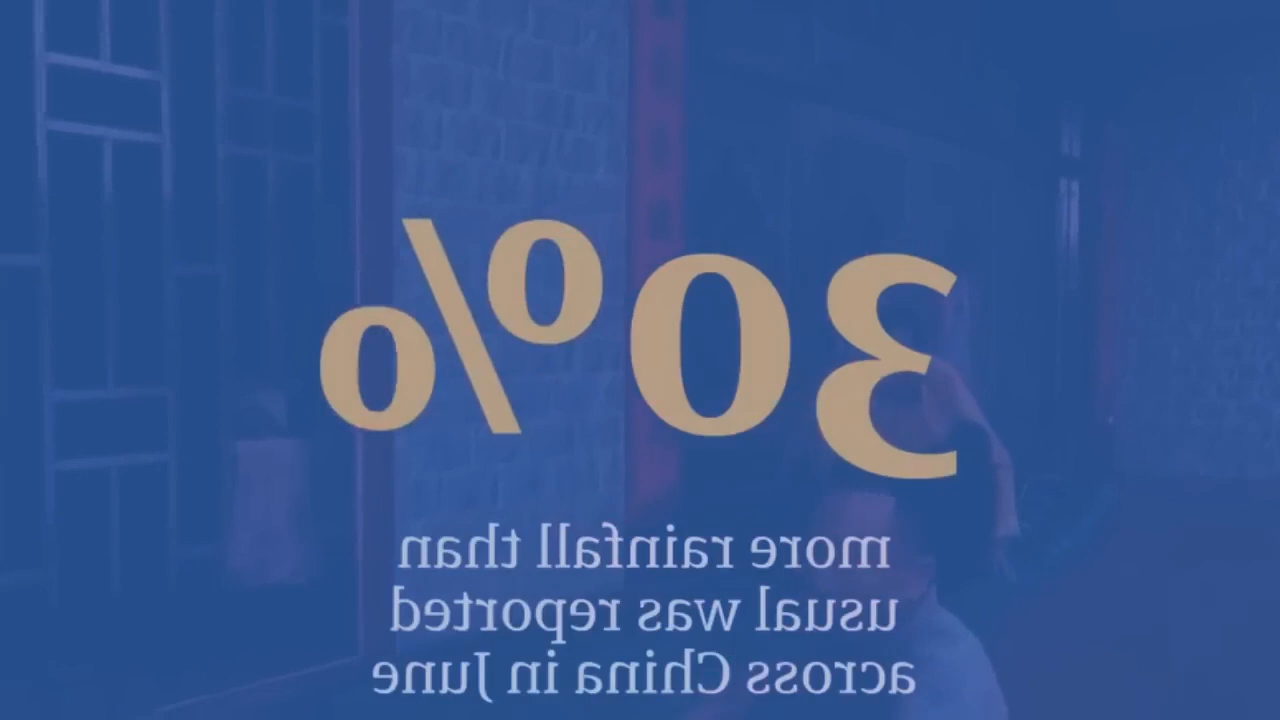 30%
more rainfall than
usual was reported
across China in June